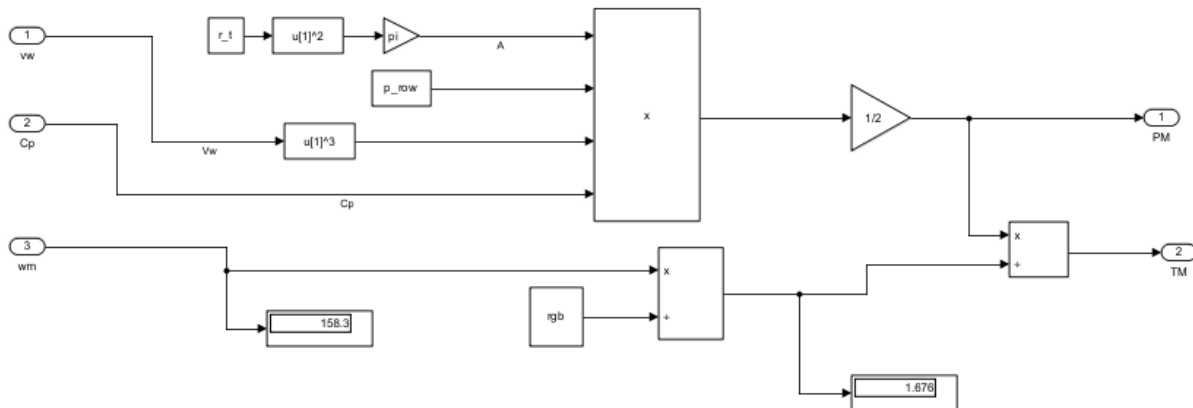 1
vw
r_t
u[1]^2
pi
A
p_row
x
1/2
1
PM
2
Cp
Vw
u[1]^3
Cp
3
wm
x
÷
rgb
158.3
x
÷
2
TM
1.676